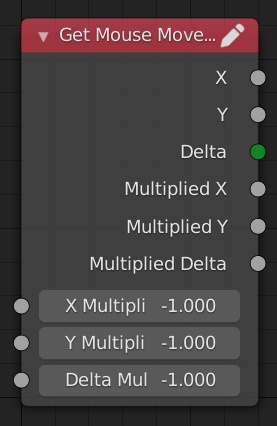 Get Mouse Move...
X
Y
Delta
Multiplied X
Multiplied Y
Multiplied Delta
X Multipli -1.000
Y Multipli -1.000
Delta Mul -1.000